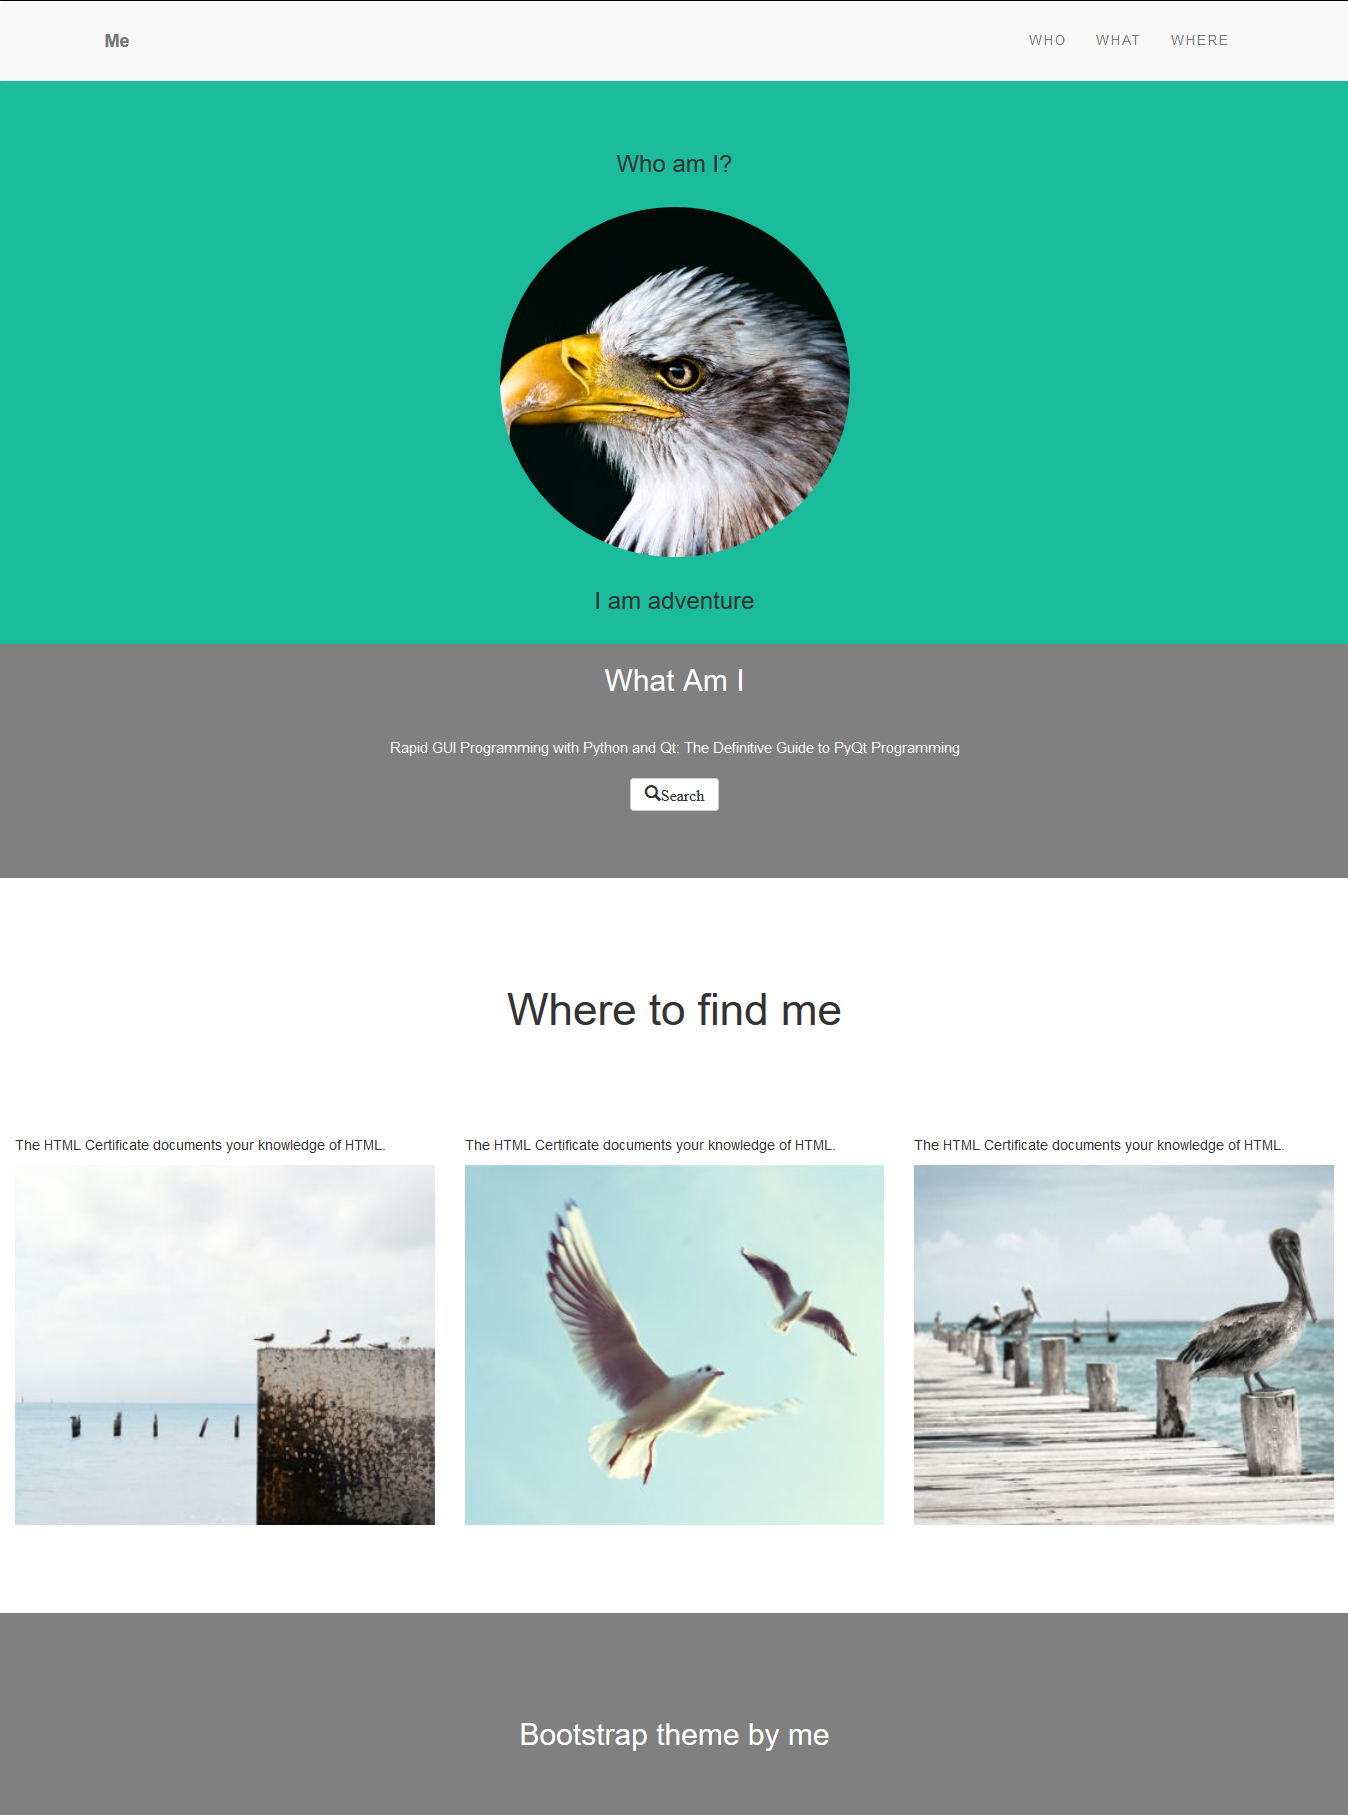 Me
WHO WHAT WHERE
Who am I?
I am adventure
What Am I
Rapid GUI Programming with Python and Qt: The Definitive Guide to PyQt Programming
Search
Where to find me
The HTML Certificate documents your knowledge of HTML.
The HTML Certificate documents your knowledge of HTML.
The HTML Certificate documents your knowledge of HTML.
Bootstrap theme by me